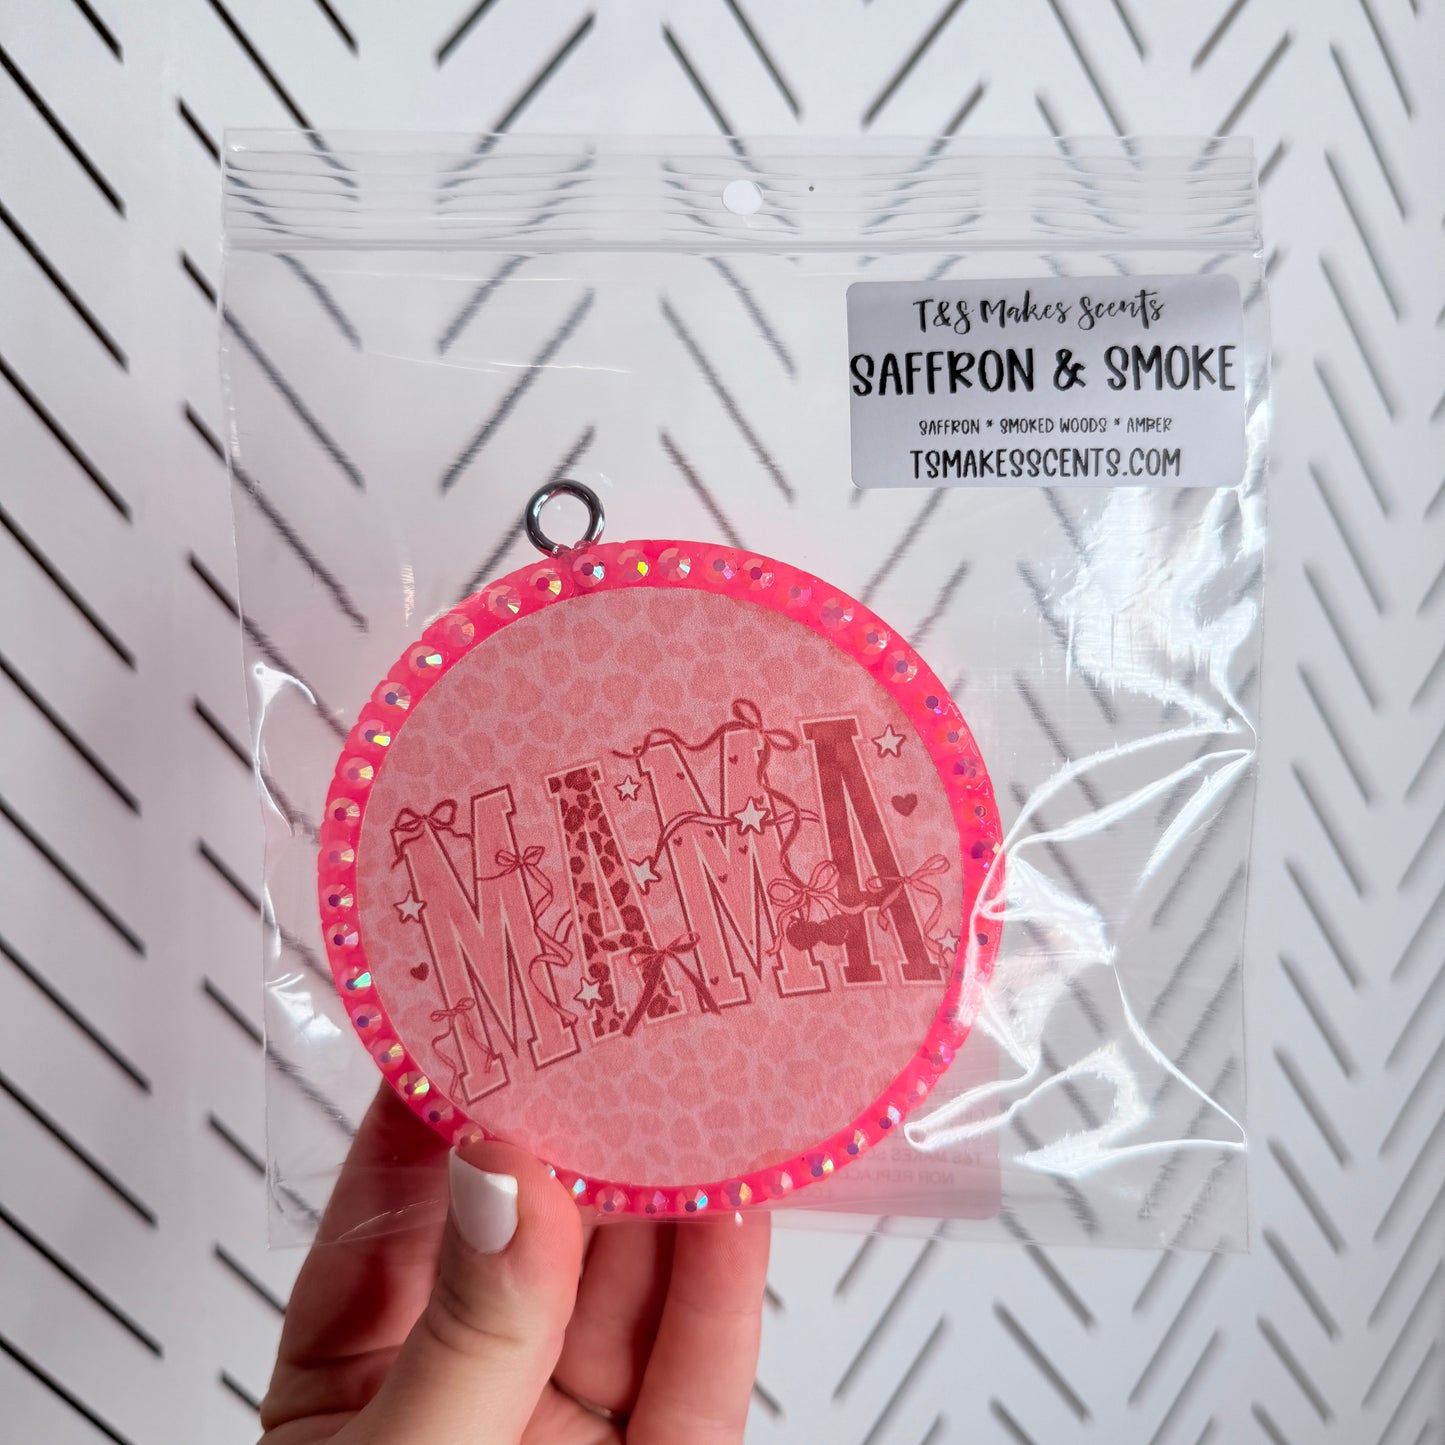 T&S Makes Scents
SAFFRON & SMOKE
SAFFRON * SMOKED WOODS * AMBER
TSMAKESSCENTS.COM
MAMA